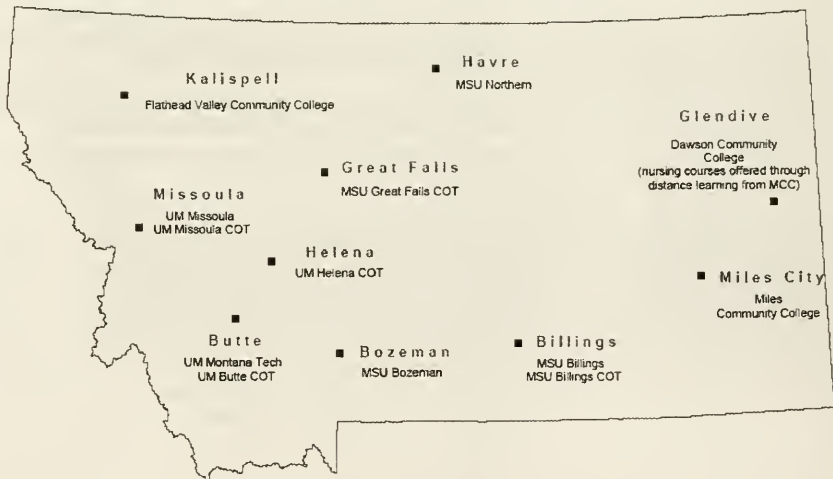 Havre
MSU Northern
Kalispell
Flathead Valley Community College
Glendive
Dawson Community
College
(nursing courses offered through
distance learning from MCC)
Great Falls
MSU Great Falls COT
Missoula
UM Missoula
UM Missoula COT
Helena
UM Helena COT
Miles City
Miles
Community College
Butte
UM Montana Tech
UM Butte COT
Bozeman
MSU Bozeman
Billings
MSU Billings
MSU Billings COT